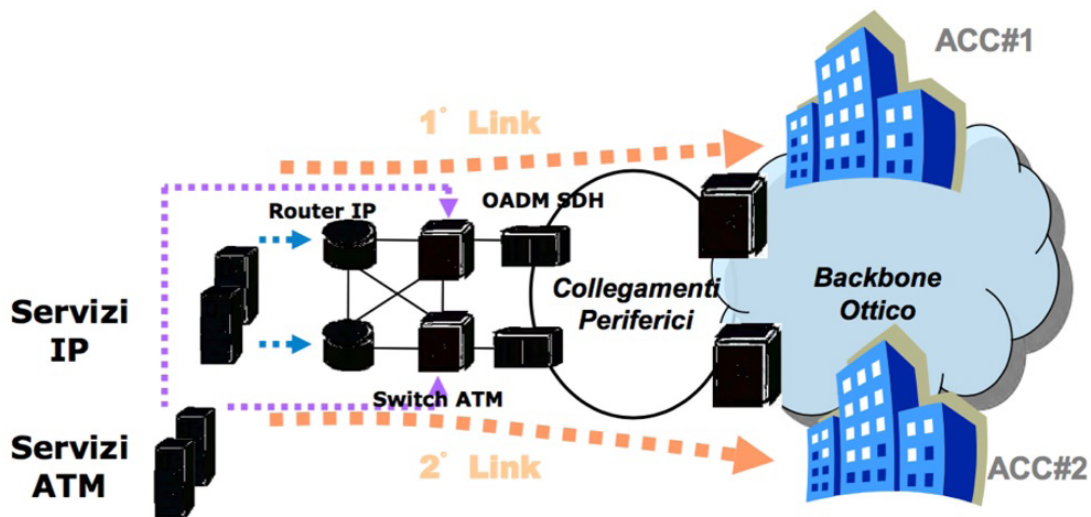 ACC#1
1° Link
Router IP
OADM SDH
Collegamenti
Periferici
Backbone
Ottico
Servizi
IP
Switch ATM
Servizi
ATM
2° Link
ACC#2